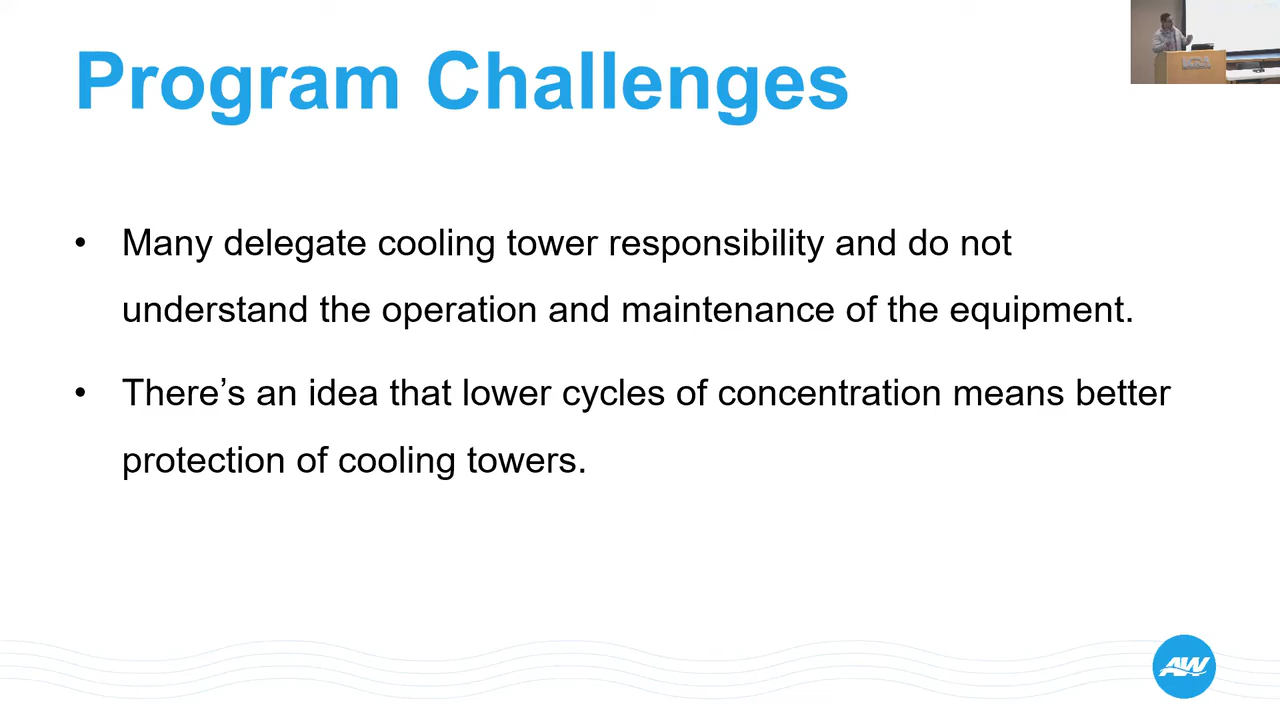 Program Challenges
• Many delegate cooling tower responsibility and do not
understand the operation and maintenance of the equipment.
• There’s an idea that lower cycles of concentration means better
protection of cooling towers.
AW